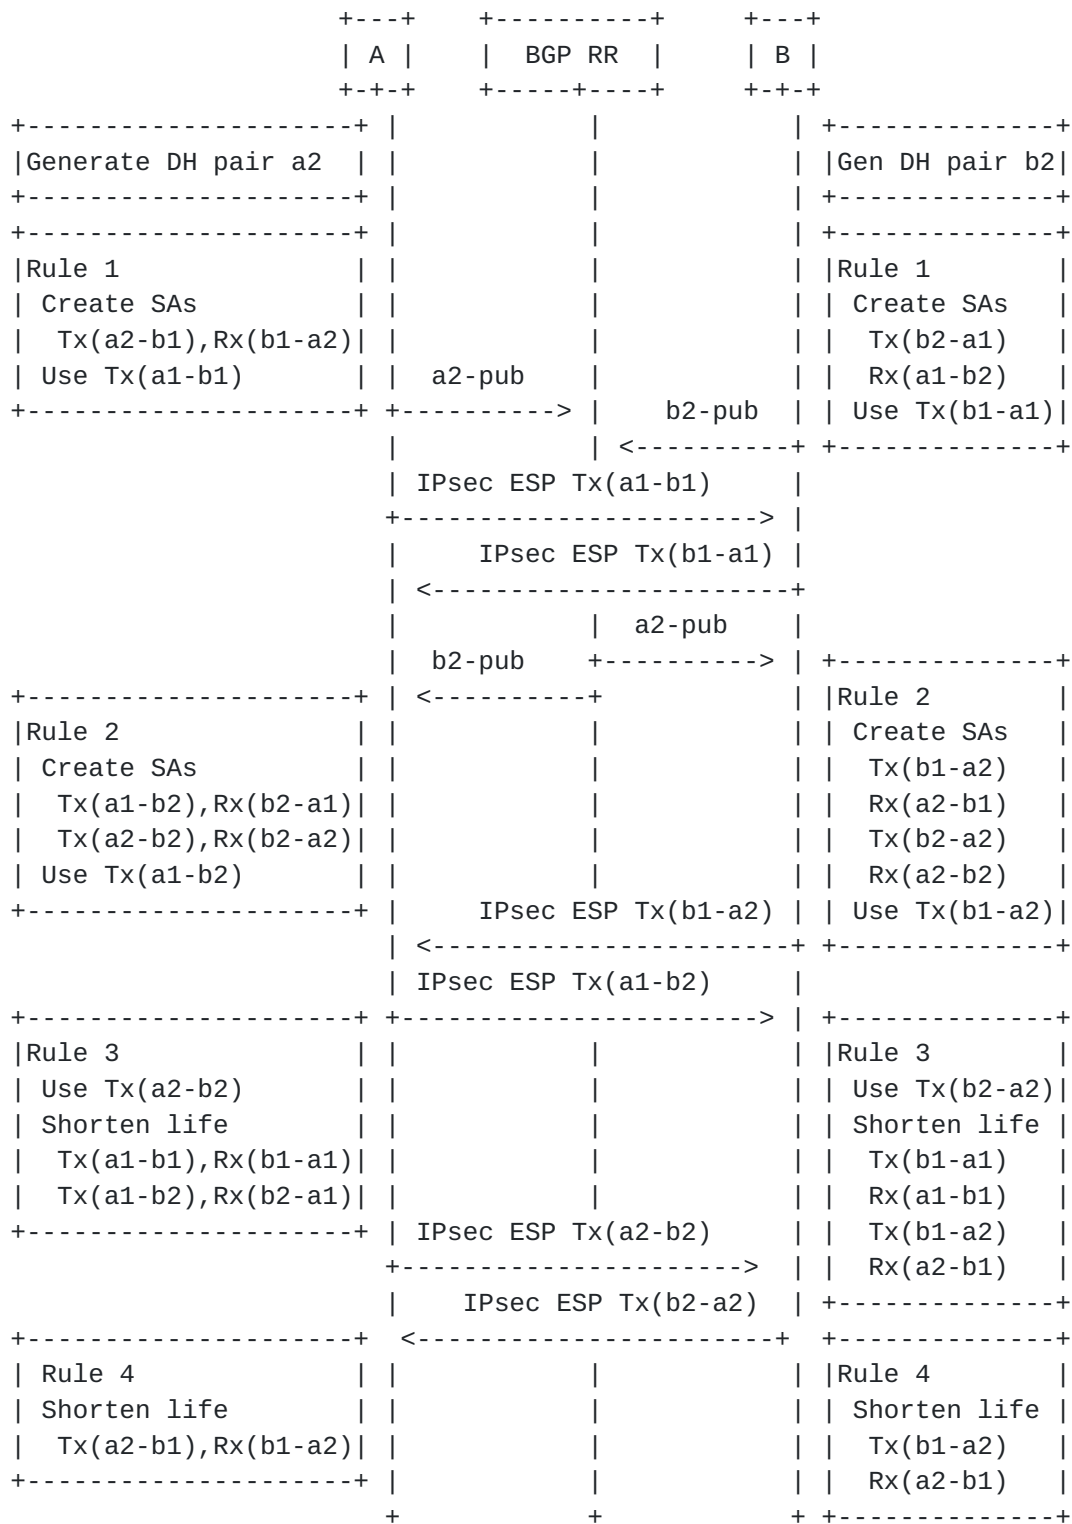 +---+    +----------+     +---+
                      | A |    |  BGP RR  |     | B |
                      +-+-+    +-----+----+     +-+-+
 +---------------------+ |            |            | +--------------+
 |Generate DH pair a2  | |            |            | |Gen DH pair b2|
 +---------------------+ |            |            | +--------------+
 +---------------------+ |            |            | +--------------+
 |Rule 1               | |            |            | |Rule 1        |
 | Create SAs          | |            |            | | Create SAs   |
 |  Tx(a2-b1),Rx(b1-a2)| |            |            | |  Tx(b2-a1)   |
 | Use Tx(a1-b1)       | |  a2-pub    |            | |  Rx(a1-b2)   |
 +---------------------+ +----------> |    b2-pub  | | Use Tx(b1-a1)|
                         |            | <----------+ +--------------+
                         | IPsec ESP Tx(a1-b1)     |
                         +-----------------------> |
                         |     IPsec ESP Tx(b1-a1) |
                         | <-----------------------+
                         |            |  a2-pub    |
                         |  b2-pub    +----------> | +--------------+
 +---------------------+ | <----------+            | |Rule 2        |
 |Rule 2               | |            |            | | Create SAs   |
 | Create SAs          | |            |            | |  Tx(b1-a2)   |
 |  Tx(a1-b2),Rx(b2-a1)| |            |            | |  Rx(a2-b1)   |
 |  Tx(a2-b2),Rx(b2-a2)| |            |            | |  Tx(b2-a2)   |
 | Use Tx(a1-b2)       | |            |            | |  Rx(a2-b2)   |
 +---------------------+ |     IPsec ESP Tx(b1-a2) | | Use Tx(b1-a2)|
                         | <-----------------------+ +--------------+
                         | IPsec ESP Tx(a1-b2)     |
 +---------------------+ +-----------------------> | +--------------+
 |Rule 3               | |            |            | |Rule 3        |
 | Use Tx(a2-b2)       | |            |            | | Use Tx(b2-a2)|
 | Shorten life        | |            |            | | Shorten life |
 |  Tx(a1-b1),Rx(b1-a1)| |            |            | |  Tx(b1-a1)   |
 |  Tx(a1-b2),Rx(b2-a1)| |            |            | |  Rx(a1-b1)   |
 +---------------------+ | IPsec ESP Tx(a2-b2)     | |  Tx(b1-a2)   |
                         +---------------------->  | |  Rx(a2-b1)   |
                         |    IPsec ESP Tx(b2-a2)  | +--------------+
 +---------------------+  <-----------------------+  +--------------+
 | Rule 4              | |            |            | |Rule 4        |
 | Shorten life        | |            |            | | Shorten life |
 |  Tx(a2-b1),Rx(b1-a2)| |            |            | |  Tx(b1-a2)   |
 +---------------------+ |            |            | |  Rx(a2-b1)   |
                         +            +            + +--------------+